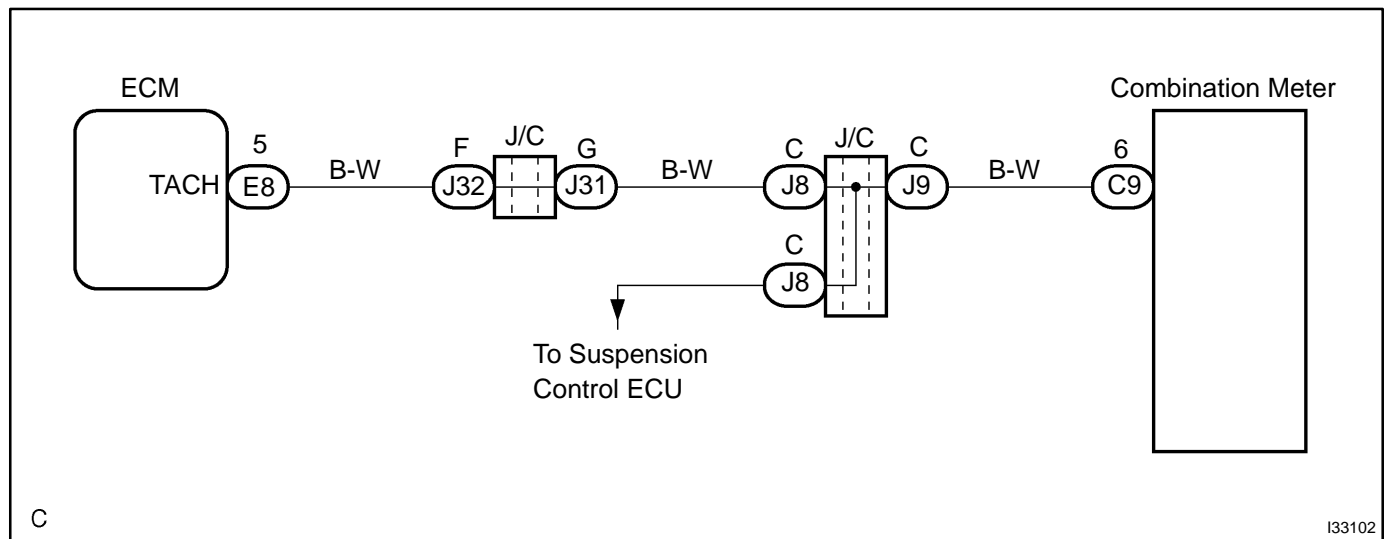 ECM
Combination Meter
5
F
J/C
G
C
J/C
C
6
TACH
E8
B-W
J32
J31
B-W
J8
J9
B-W
C9
C
J8
To Suspension
Control ECU
C
I33102